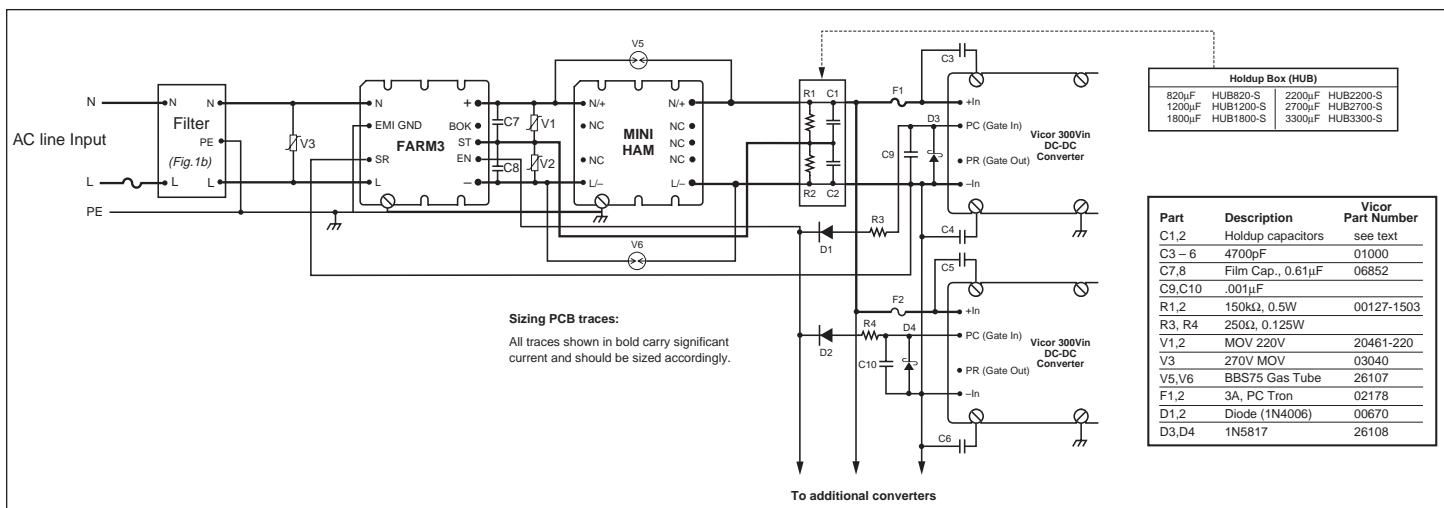 V5
C3
N
N
N
N
+
N/+
N/+
R1
C1
F1
+In
Filter
PE
(Fig.1b)
AC line Input
V3
EMI GND
BOK
C7
V1
NC
NC
D3
PC (Gate In)
Vicor 300Vin
DC-DC
Converter
FARM3
ST
MINI
HAM
NC
C9
SR
EN
C8
V2
NC
NC
PR (Gate Out)
L
L
L
L
–
L/–
L/–
R2
C2
–In
PE
R3
C4
D1
V6
C5
F2
+In
Sizing PCB traces:
All traces shown in bold carry significant
current and should be sized accordingly.
R4
D4
PC (Gate In)
D2
Vicor 300Vin
DC-DC
Converter
C10
PR (Gate Out)
–In
C6
To additional converters
Holdup Box (HUB)
820μF HUB820-S 2200μF HUB2200-S
1200μF HUB1200-S 2700μF HUB2700-S
1800μF HUB1800-S 3300μF HUB3300-S
Part Description Vicor Part Number
C1,2 Holdup capacitors see text
C3 – 6 4700pF 01000
C7,8 Film Cap., 0.61μF 06852
C9,C10 .001μF
R1,2 150kΩ, 0.5W 00127-1503
R3, R4 250Ω, 0.125W
V1,2 MOV 220V 20461-220
V3 270V MOV 03040
V5,V6 BBS75 Gas Tube 26107
F1,2 3A, PC Tron 02178
D1,2 Diode (1N4006) 00670
D3,D4 1N5817 26108